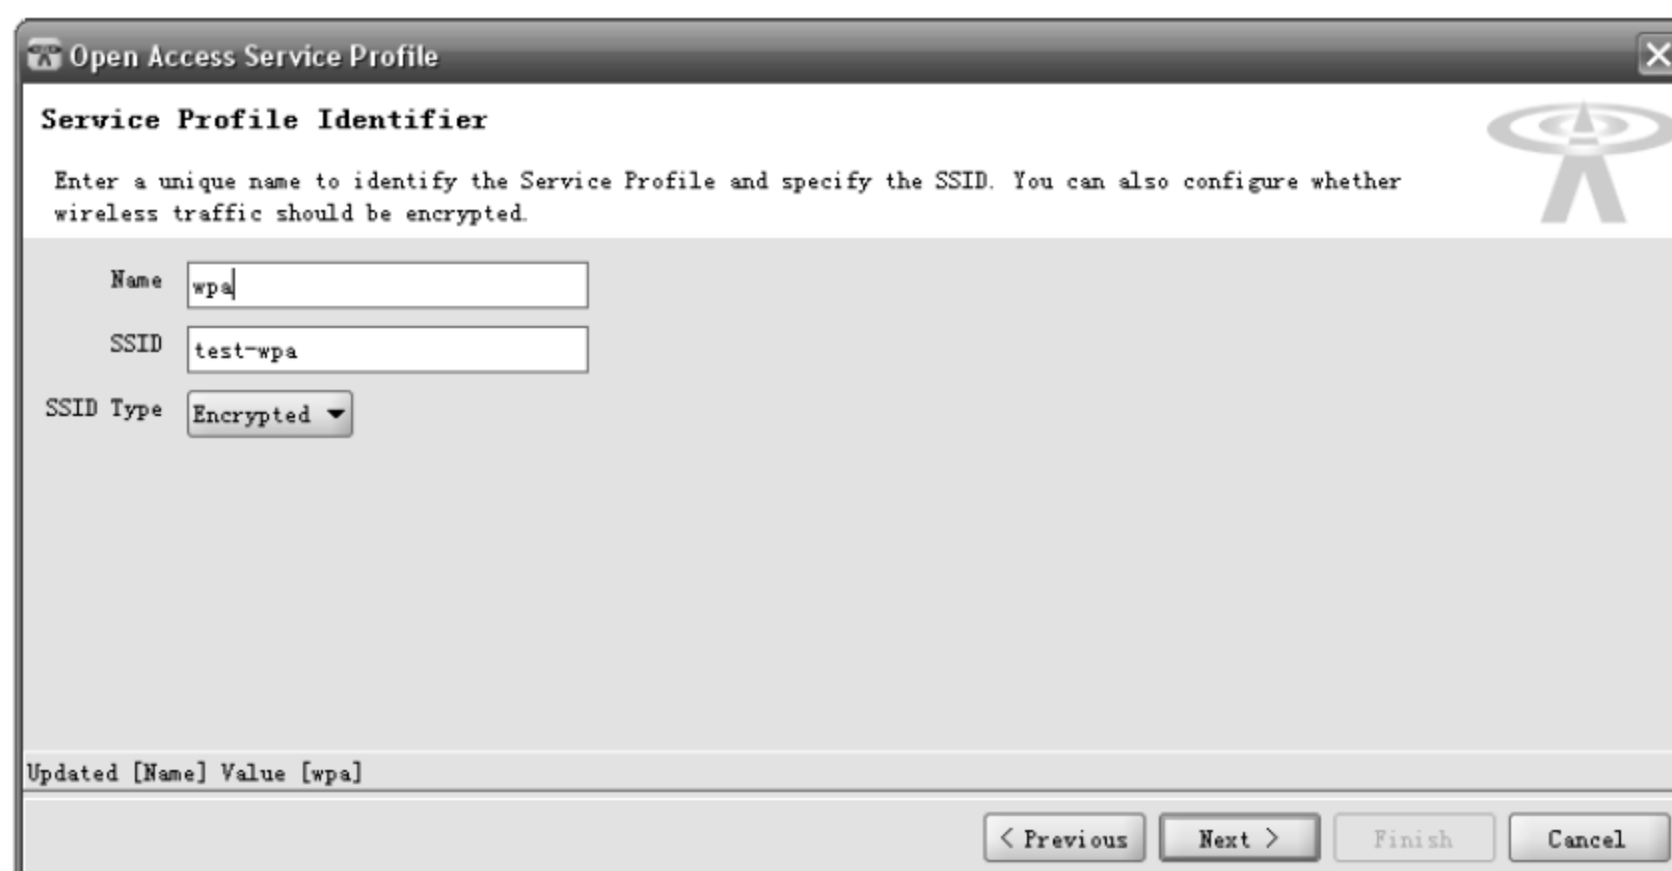 Open Access Service Profile
Service Profile Identifier
Enter a unique name to identify the Service Profile and specify the SSID. You can also configure whether
wireless traffic should be encrypted.
Name wpa
SSID test-wpa
SSID Type Encrypted
Updated [Name] Value [wpa]
< Previous Next > Finish Cancel